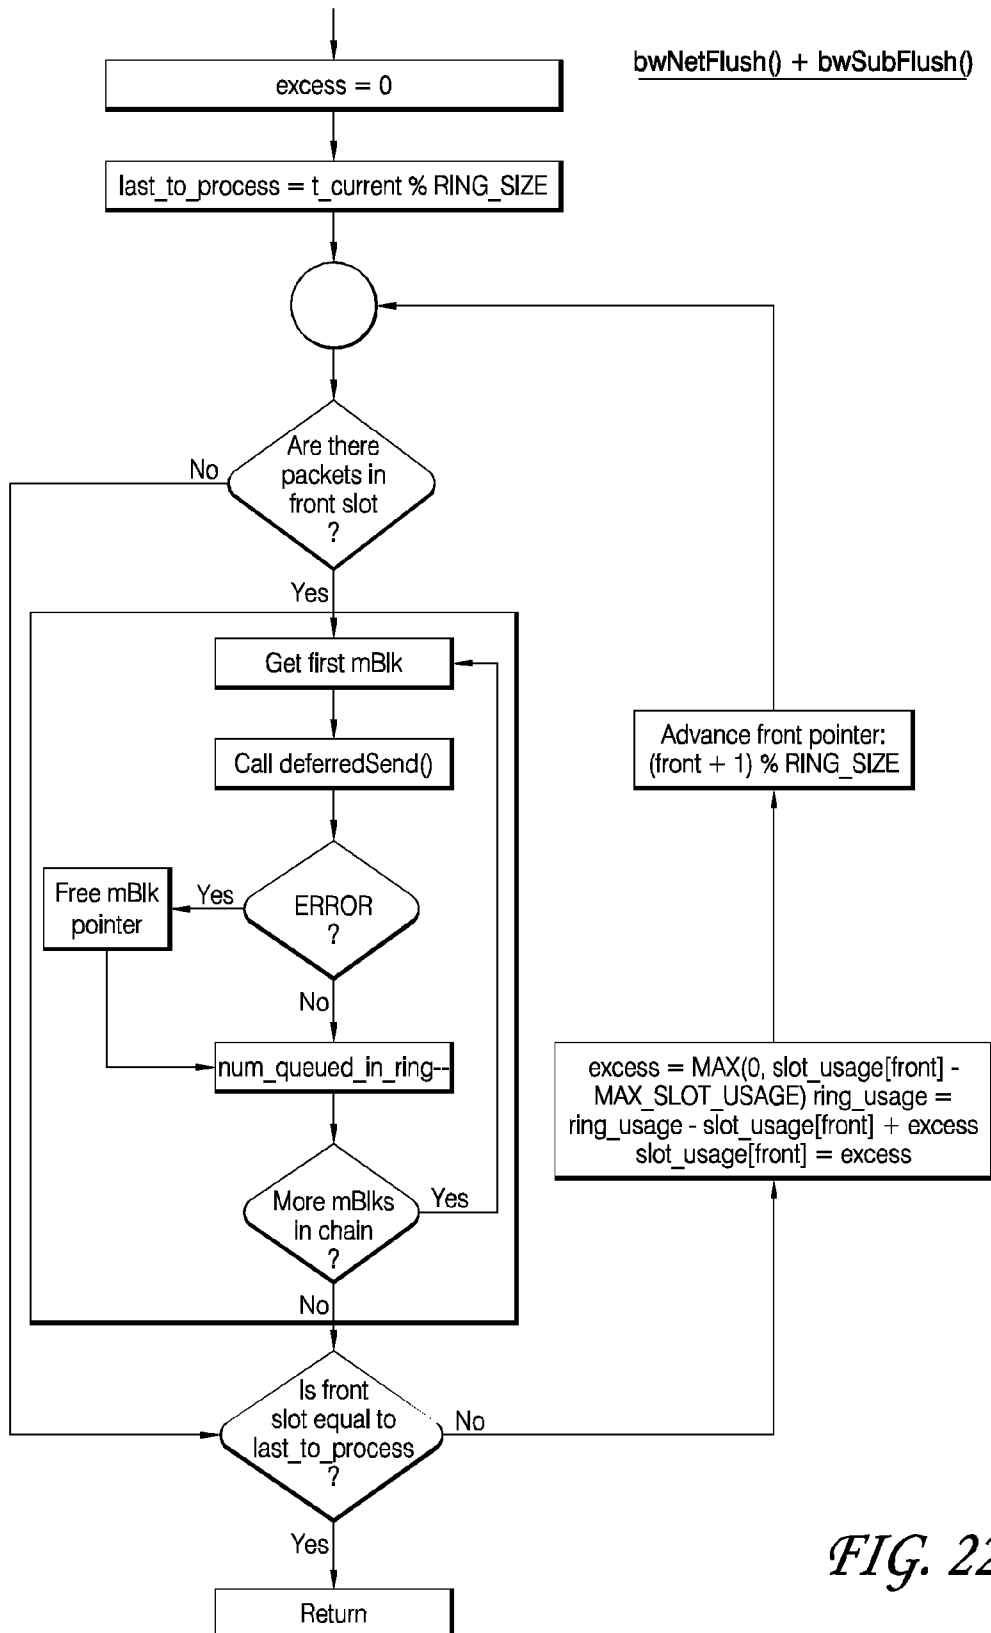 bwNetFlush() + bwSubFlush()
excess = 0
last_to_process = t_current % RING_SIZE
Are there
packets in
front slot
?
No
Yes
Get first mBlk
Call deferredSend()
Advance front pointer:
(front + 1) % RING_SIZE
ERROR
?
Yes
Free mBlk
pointer
No
num_queued_in_ring--
excess = MAX(0, slot_usage[front] -
MAX_SLOT_USAGE) ring_usage =
ring_usage - slot_usage[front] + excess
slot_usage[front] = excess
More mBlks
in chain
?
Yes
No
Is front
slot equal to
last_to_process
?
No
Yes
Return
FIG. 22